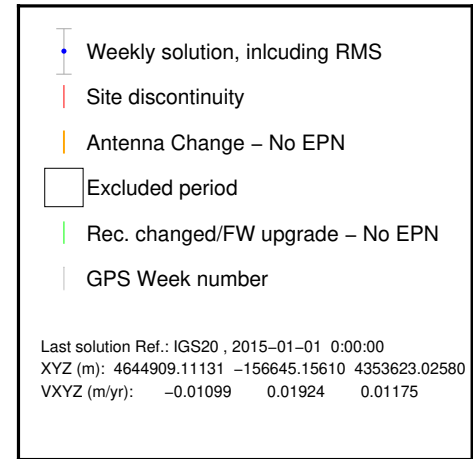 Weekly solution, inlcuding RMS
Site discontinuity
Antenna Change − No EPN
Excluded period
Rec. changed/FW upgrade − No EPN
GPS Week number
Last solution Ref.: IGS20 , 2015−01−01 0:00:00
XYZ (m): 4644909.11131 −156645.15610 4353623.02580
VXYZ (m/yr): −0.01099 0.01924 0.01175